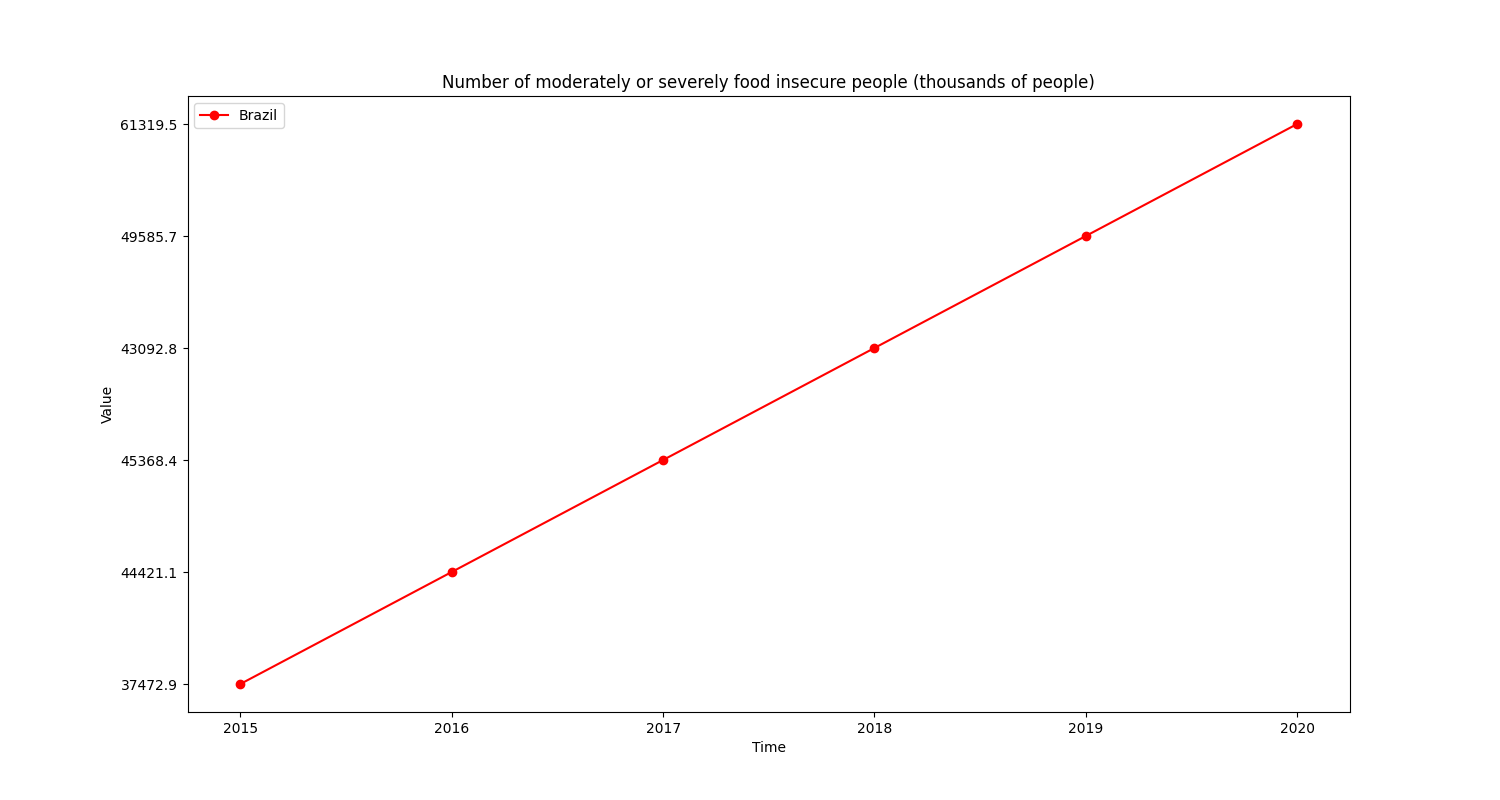 Number of moderately or severely food insecure people (thousands of people)
Brazil
61319.5
49585.7
43092.8
45368.4
44421.1
37472.9
Value
2015 2016 2017 2018 2019 2020
Time